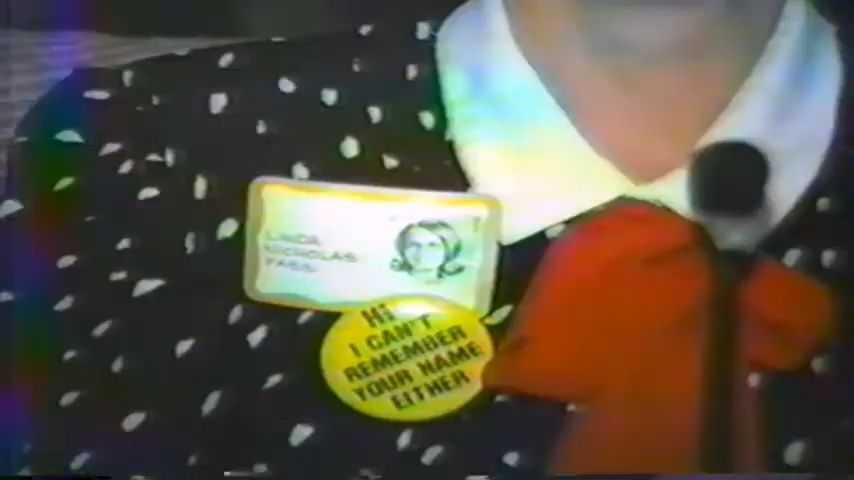 LINDA
NICHOLAS
FASS
Hi
I CAN'T
REMEMBER
YOUR NAME
EITHER